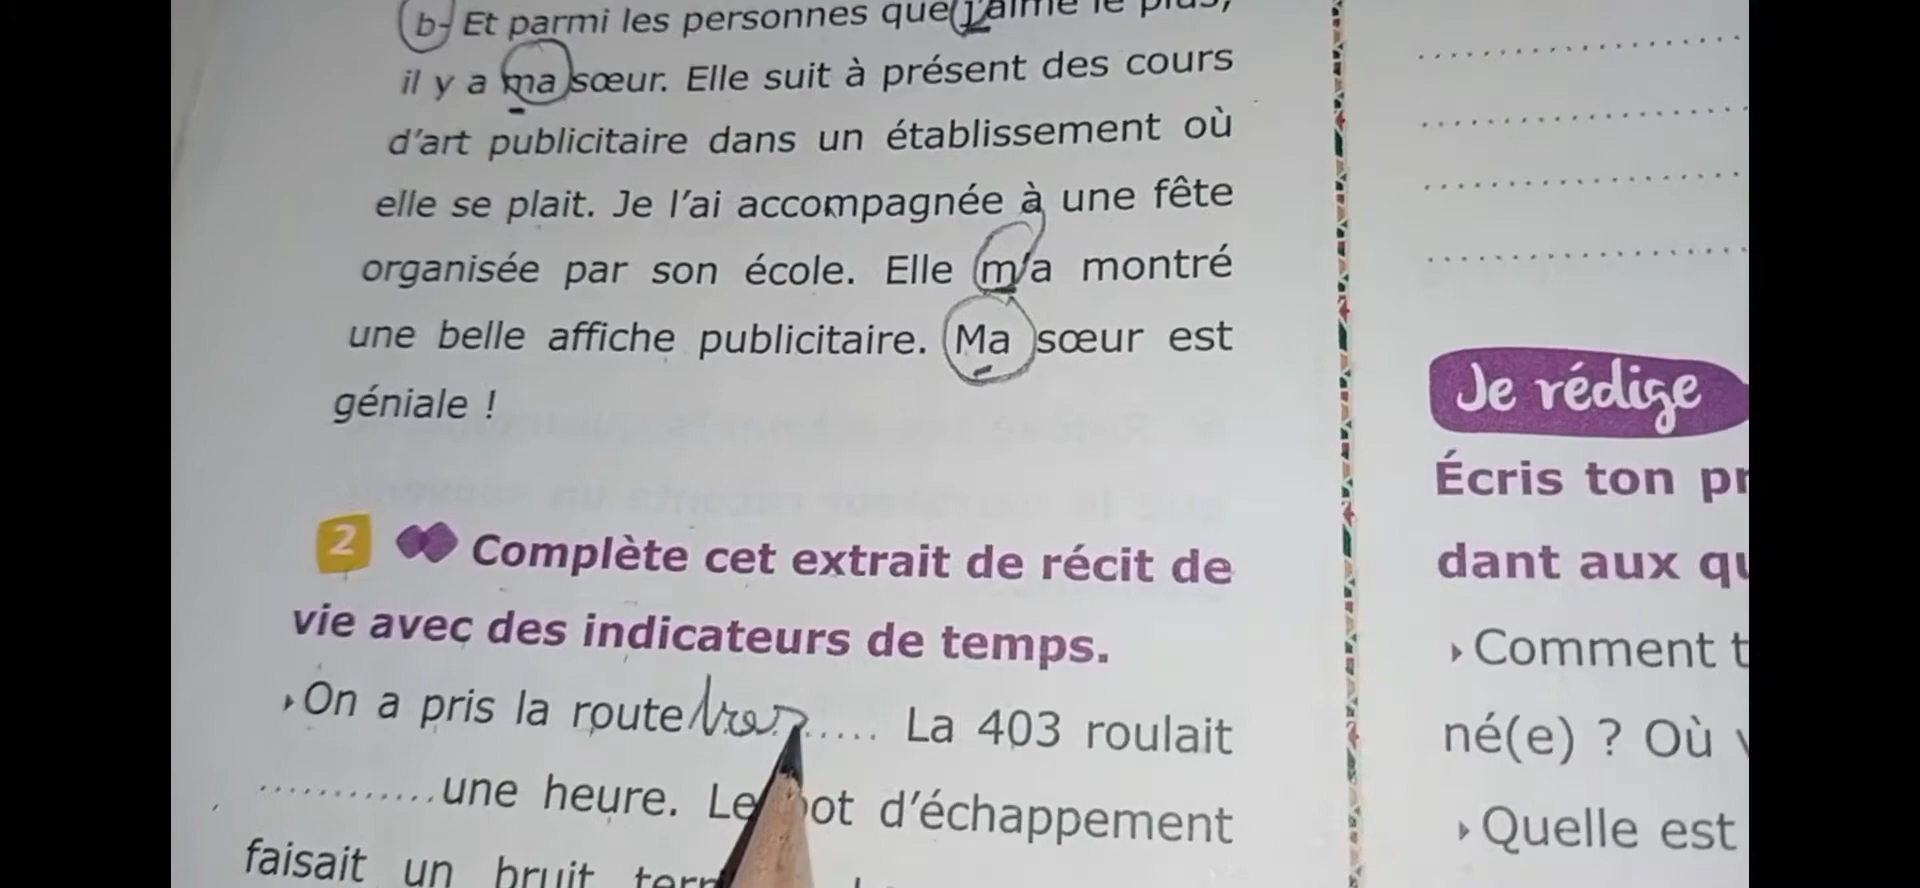 b- Et parmi les personnes que j'aime le plus,
il y a ma sœur. Elle suit à présent des cours
d'art publicitaire dans un établissement où
elle se plait. Je l'ai accompagnée à une fête
organisée par son école. Elle m'a montré
une belle affiche publicitaire. Ma sœur est
géniale !
2 Complète cet extrait de récit de
vie avec des indicateurs de temps.
On a pris la route ..... La 403 roulait
............ une heure. Le pot d'échappement
faisait un bruit
Je rédige
Écris ton
dant aux
Comment
né(e) ? Où
Quelle est